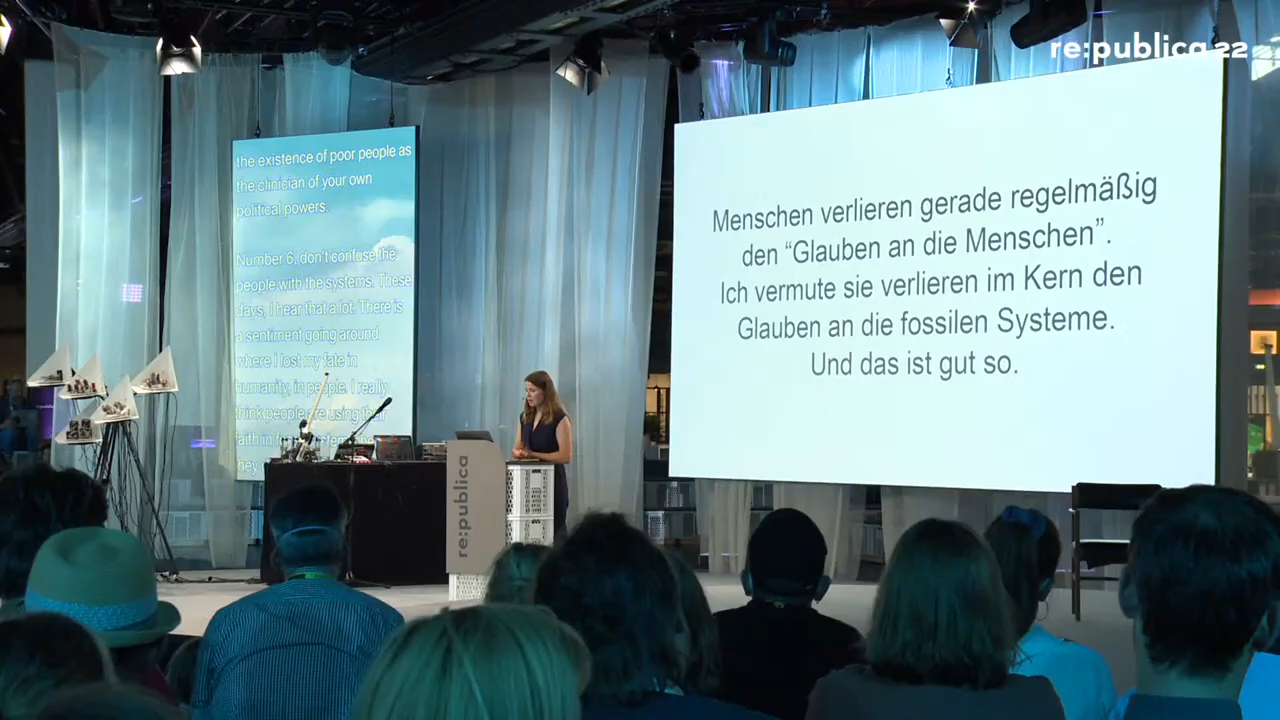 re:publica 22
the existence of poor people as
the clinician of your own
political powers.
Number 6, don't confuse the
people with the systems. These
days, I hear that a lot. There is
a sentiment going around
where I lost my fate in
humanity, in people. I really
think people are using their
faith in
they
Menschen verlieren gerade regelmäßig
den “Glauben an die Menschen”.
Ich vermute sie verlieren im Kern den
Glauben an die fossilen Systeme.
Und das ist gut so.
re:publica